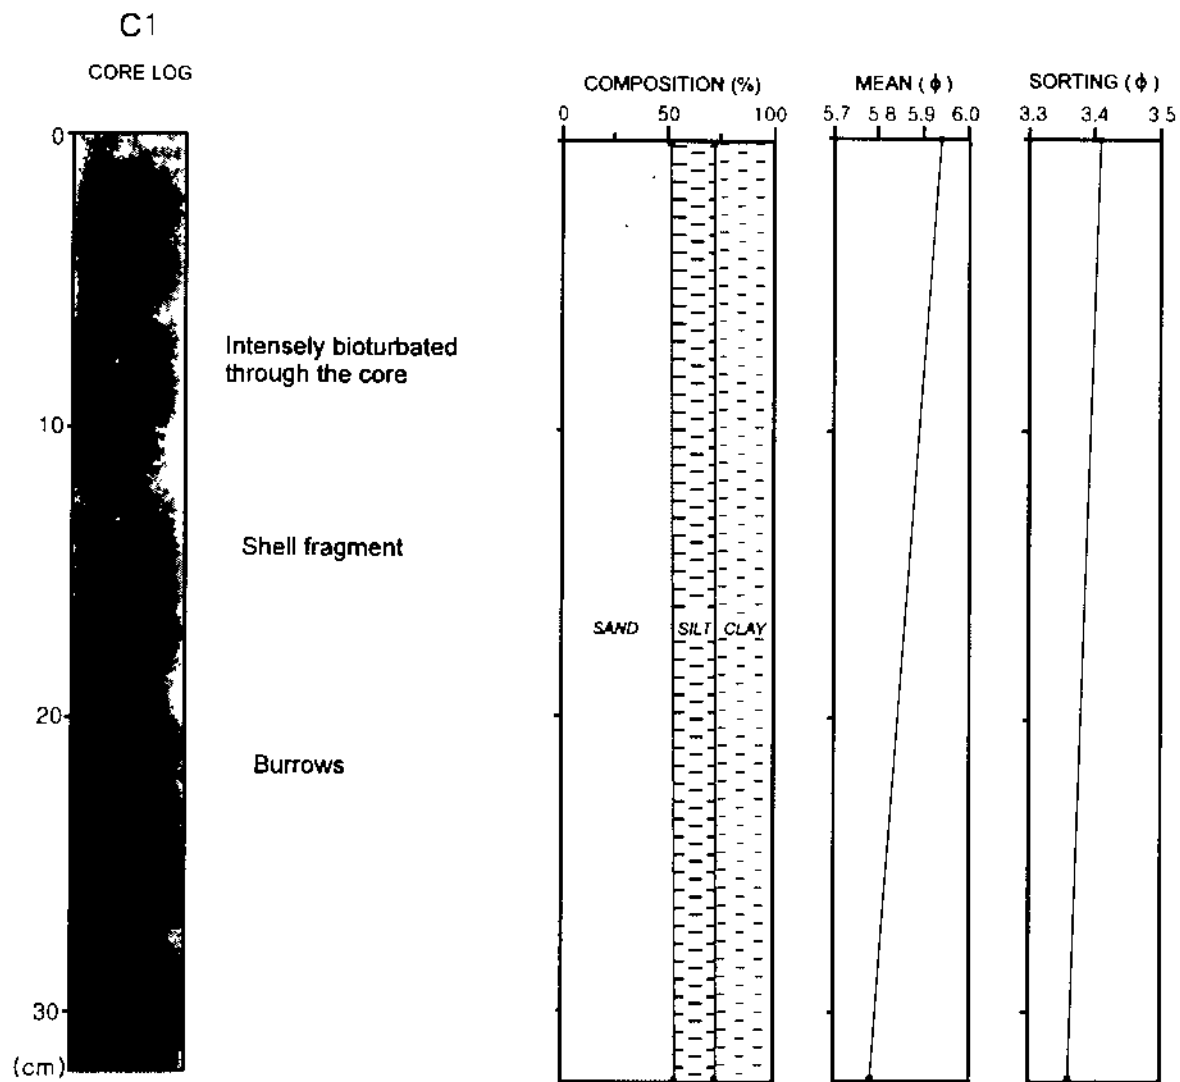 C1
CORE LOG
COMPOSITION (%)
MEAN (ϕ)
SORTING (ϕ)
0 50 100
5.7 5.8 5.9 6.0
3.3 3.4 3.5
0
Intensely bioturbated
through the core
10
Shell fragment
SAND SILT CLAY
20
Burrows
30
(cm)